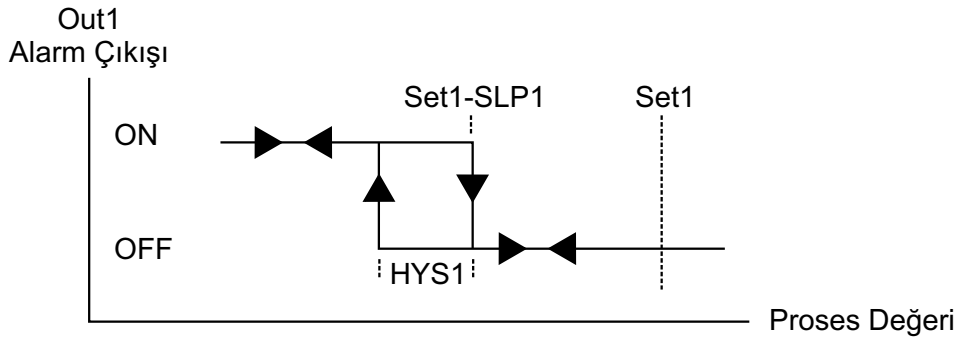 Out1
Alarm Çıkışı
Set1-SLP1
Set1
ON
OFF
HYS1
Proses Değeri